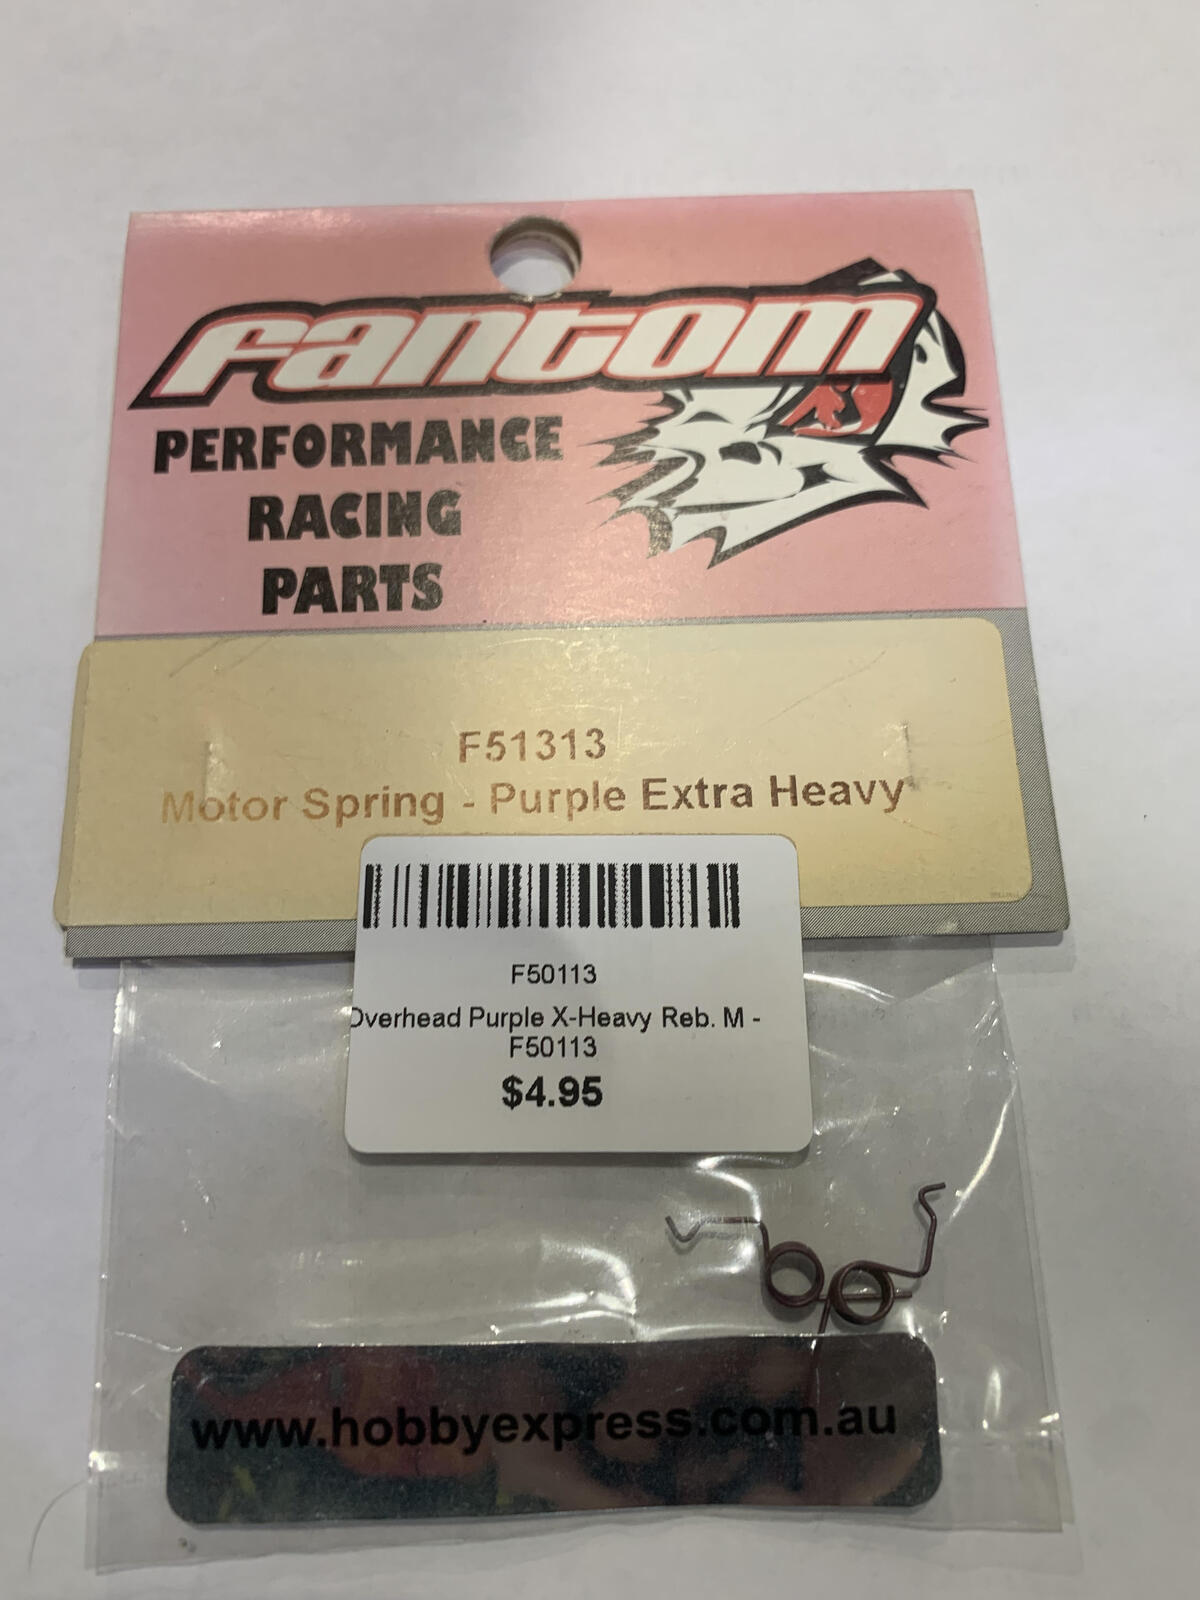 fantom
PERFORMANCE
RACING
PARTS
F51313
Motor Spring - Purple Extra Heavy
F50113
Overhead Purple X-Heavy Reb. M -
F50113
$4.95
www.hobbyexpress.com.au